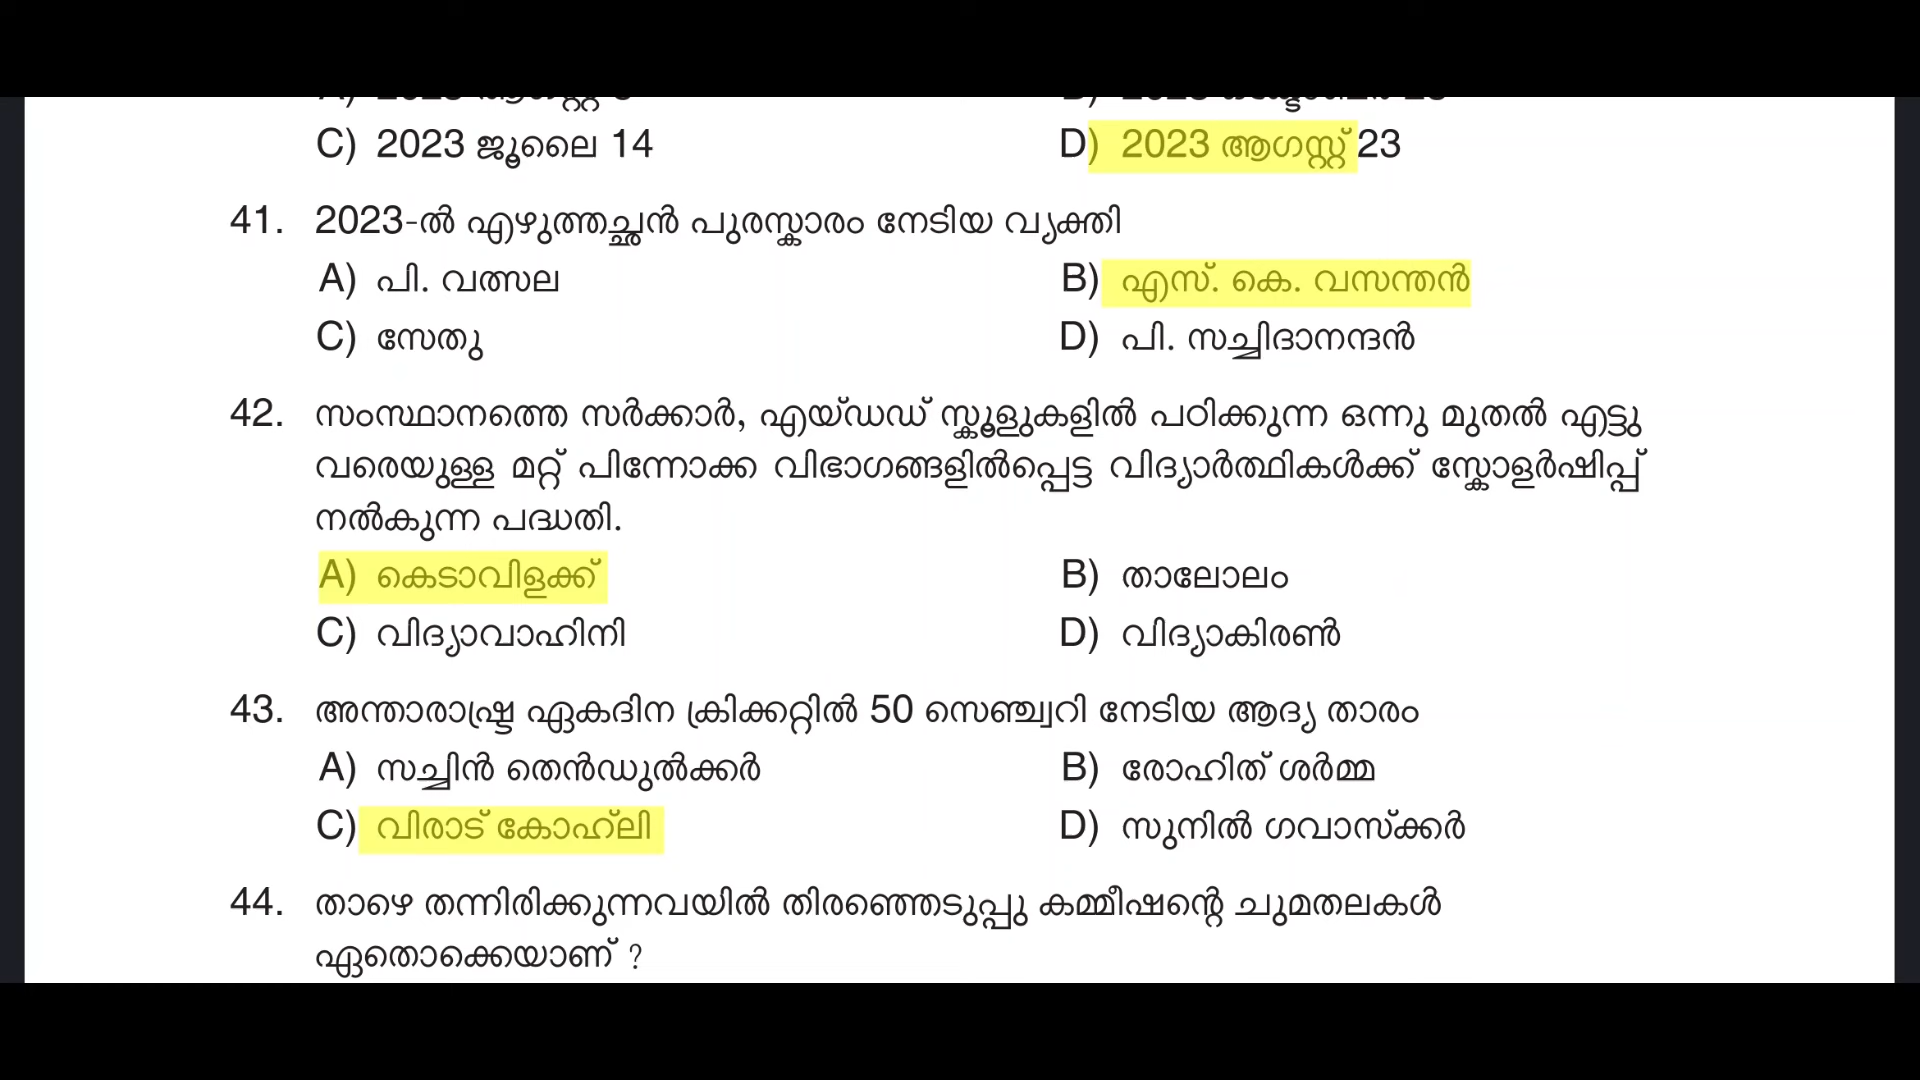 C) 2023 ജൂലൈ 14 D) 2023 ആഗസ്റ്റ് 23
41. 2023-ൽ എഴുത്തച്ഛൻ പുരസ്കാരം നേടിയ വ്യക്തി
A) പി. വത്സല B) എസ്. കെ. വസന്തൻ
C) സേതു D) പി. സച്ചിദാനന്ദൻ
42. സംസ്ഥാനത്തെ സർക്കാർ, എയ്ഡഡ് സ്കൂളുകളിൽ പഠിക്കുന്ന ഒന്നു മുതൽ എട്ടു
വരെയുള്ള മറ്റ് പിന്നോക്ക വിഭാഗങ്ങളിൽപ്പെട്ട വിദ്യാർത്ഥികൾക്ക് സ്കോളർഷിപ്പ്
നൽകുന്ന പദ്ധതി.
A) കെടാവിളക്ക് B) താലോലം
C) വിദ്യാവാഹിനി D) വിദ്യാകിരൺ
43. അന്താരാഷ്ട്ര ഏകദിന ക്രിക്കറ്റിൽ 50 സെഞ്ച്വറി നേടിയ ആദ്യ താരം
A) സച്ചിൻ തെൻഡുൽക്കർ B) രോഹിത് ശർമ്മ
C) വിരാട് കോഹ്‌ലി D) സുനിൽ ഗവാസ്ക്കർ
44. താഴെ തന്നിരിക്കുന്നവയിൽ തിരഞ്ഞെടുപ്പു കമ്മീഷന്റെ ചുമതലകൾ
ഏതൊക്കെയാണ് ?